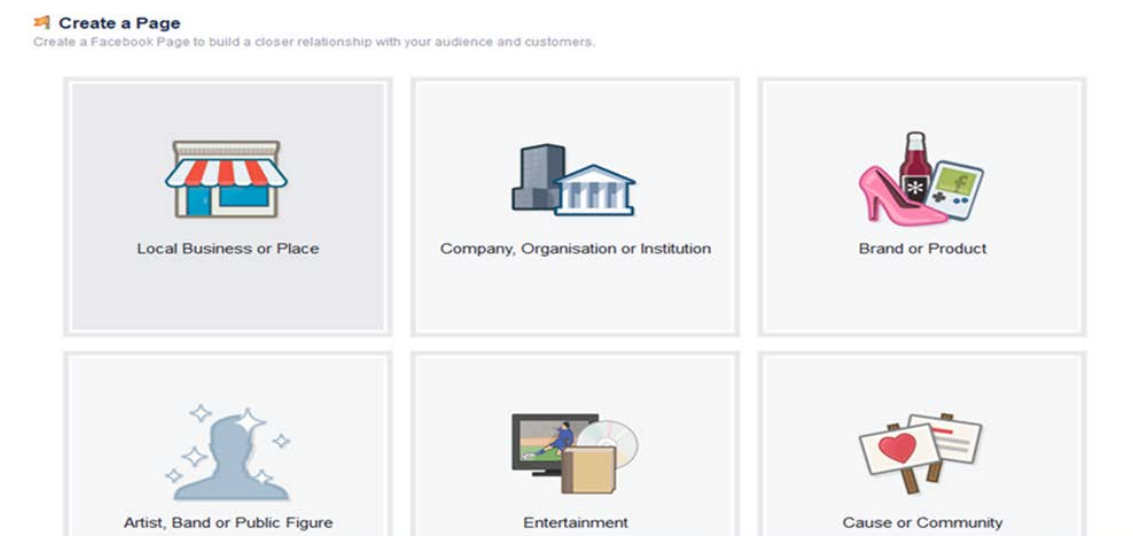 Create a Page
Create a Facebook Page to build a closer relationship with your audience and customers.
Local Business or Place
Company, Organisation or Institution
Brand or Product
Artist, Band or Public Figure
Entertainment
Cause or Community